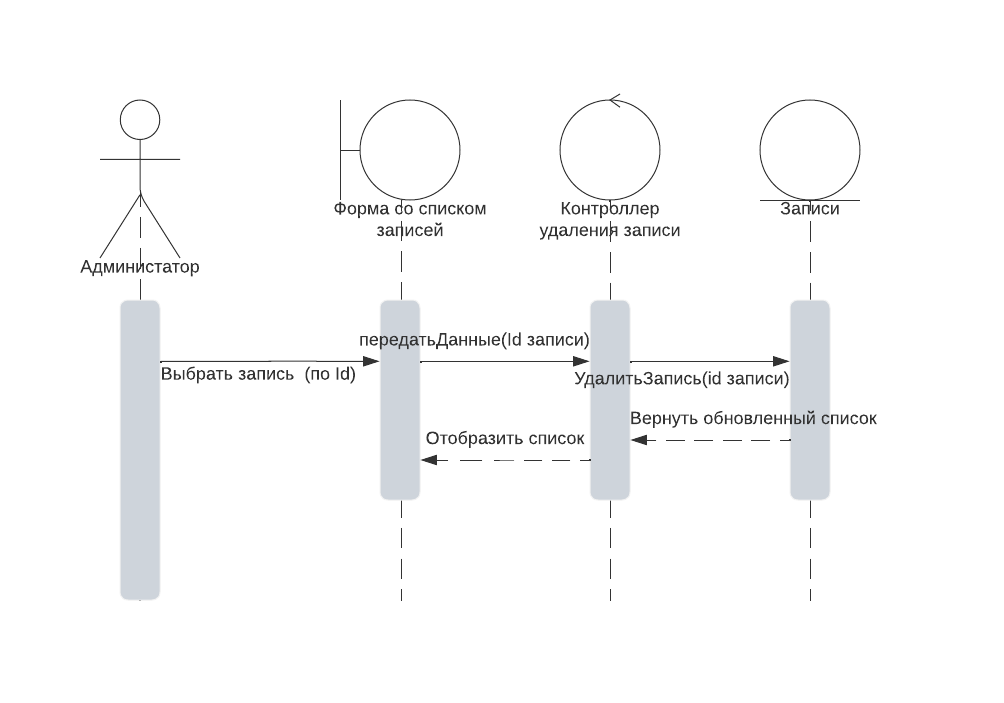 Форма со списком
записей
Контроллер
удаления записи
Записи
Администатор
передатьДанные(Id записи)
Выбрать запись (по Id)
УдалитьЗапись(id записи)
Вернуть обновленный список
Отобразить список